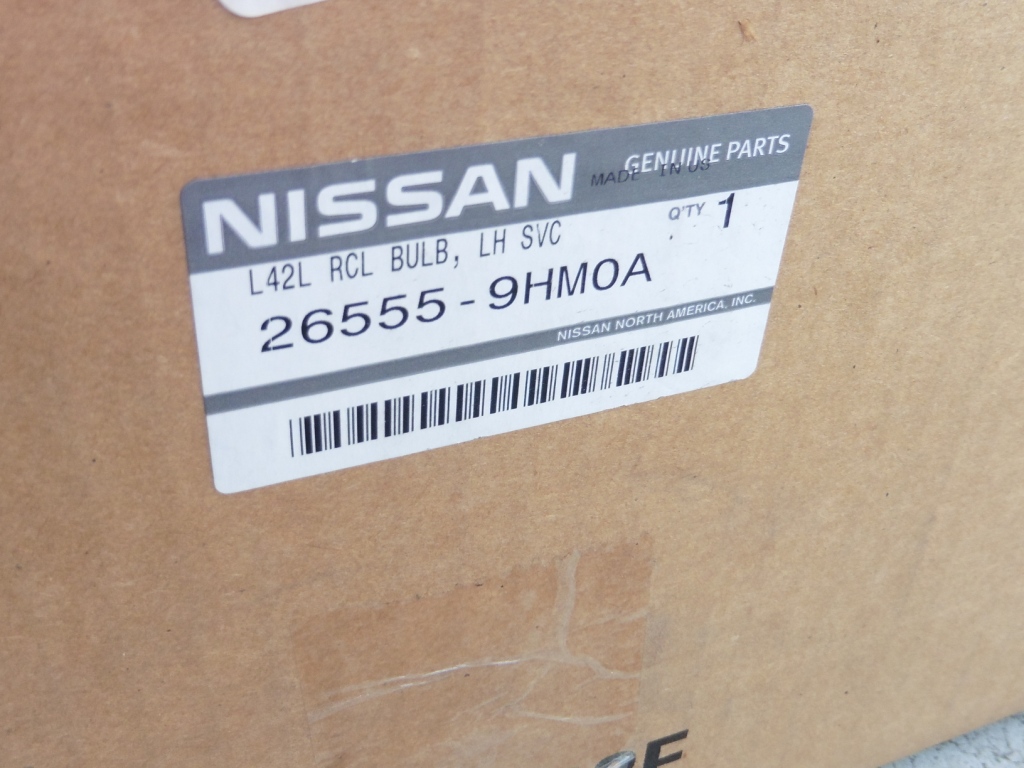 NISSAN
GENUINE PARTS
MADE IN US
Q'TY 1
L42L RCL BULB, LH SVC
26555-9HM0A
NISSAN NORTH AMERICA, INC.